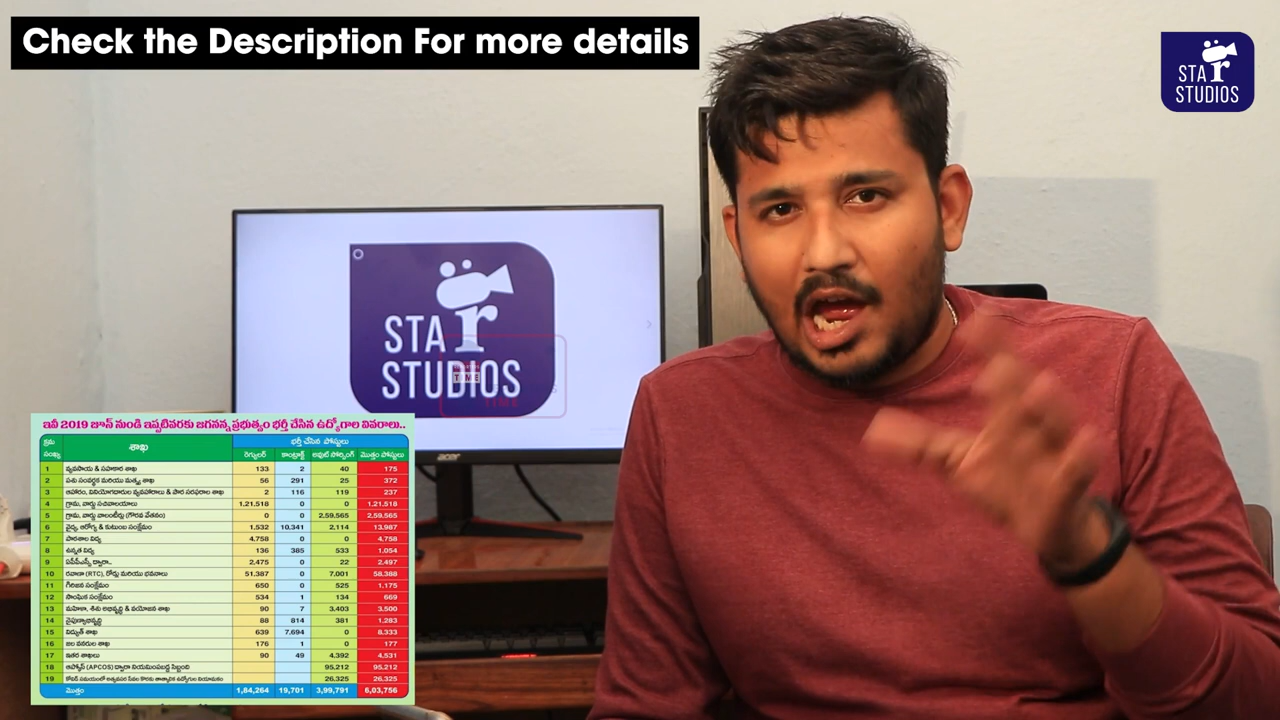 Check the Description For more details
STAr
STUDIOS
STAr
STUDIOS
TIME
acer
ఇవీ 2019 జూన్ నుండి ఇప్పటివరకు జగనన్న ప్రభుత్వం భర్తీ చేసిన ఉద్యోగాల వివరాలు..
క్రమ సంఖ్య శాఖ భర్తీ చేసిన పోస్టులు
రెగ్యులర్ కాంట్రాక్ట్ అవుట్ సోర్సింగ్ మొత్తం పోస్టులు
1 వ్యవసాయ & సహకార శాఖ 133 2 40 175
2 పశు సంవర్థక మరియు మత్స్య శాఖ 56 291 25 372
3 ఆహారం, వినియోగదారుల వ్యవహారాలు & పౌర సరఫరాల శాఖ 2 116 119 237
4 గ్రామ, వార్డు సచివాలయాలు 1,21,518 0 0 1,21,518
5 గ్రామ, వార్డు వాలంటీర్లు (గౌరవ వేతనం) 0 0 2,59,565 2,59,565
6 వైద్య, ఆరోగ్య & కుటుంబ సంక్షేమం 1,532 10,341 2,114 13,987
7 పాఠశాల విద్య 4,758 0 0 4,758
8 ఉన్నత విద్య 136 385 533 1,054
9 ఏపీపీఎస్సీ ద్వారా.. 2,475 0 22 2,497
10 రవాణా (RTC), రోడ్లు మరియు భవనాలు 51,387 0 7,001 58,388
11 గిరిజన సంక్షేమం 650 0 525 1,175
12 సాంఘిక సంక్షేమం 534 1 134 669
13 మహిళా, శిశు అభివృద్ధి & వయోజన శాఖ 90 7 3,403 3,500
14 నైపుణ్యాభివృద్ధి 88 814 381 1,283
15 విద్యుత్ శాఖ 639 7,694 0 8,333
16 జల వనరుల శాఖ 176 1 0 177
17 ఇతర శాఖలు 90 49 4,392 4,531
18 ఆప్కోస్ (APCOS) ద్వారా నియమింపబడ్డ సిబ్బంది 95,212 95,212
19 కోవిడ్ సమయంలో అత్యవసర సేవల కొరకు తాత్కాలిక ఉద్యోగుల నియామకం 26,325 26,325
మొత్తం 1,84,264 19,701 3,99,791 6,03,756